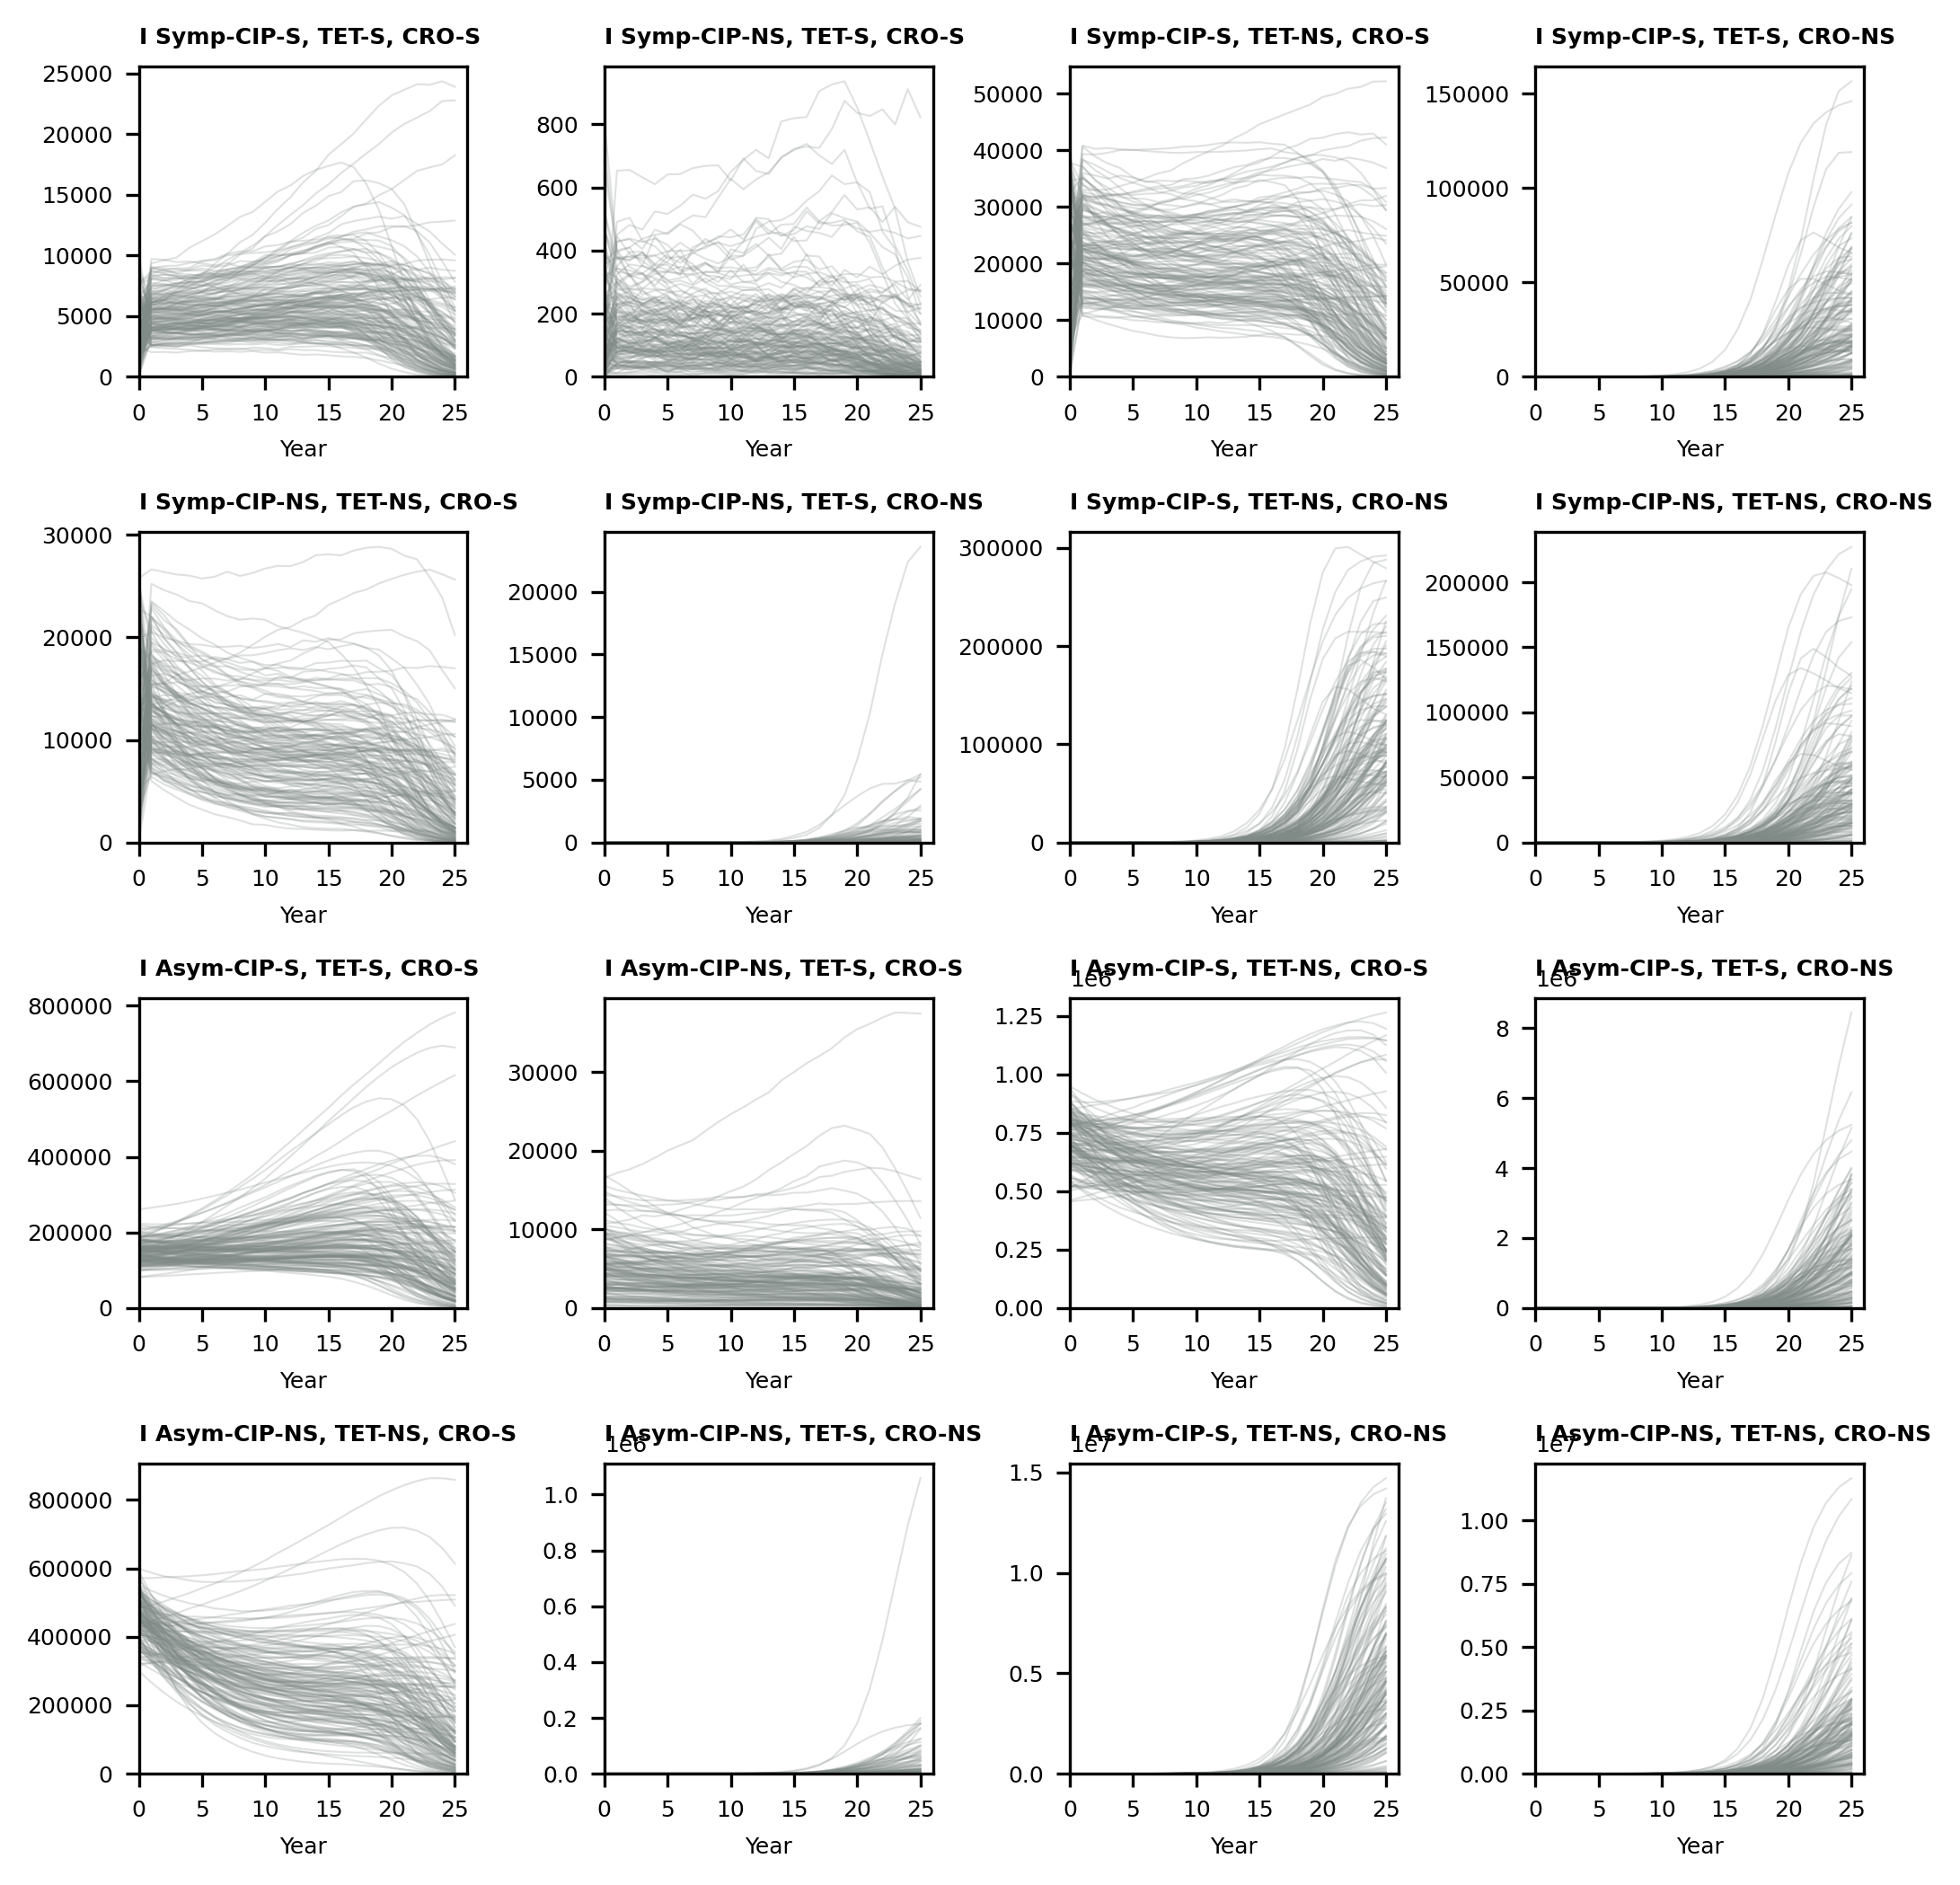 I Symp-CIP-S, TET-S, CRO-S
25000
20000
15000
10000
5000
0
0 5 10 15 20 25
Year
I Symp-CIP-NS, TET-S, CRO-S
800
600
400
200
0
0 5 10 15 20 25
Year
I Symp-CIP-S, TET-NS, CRO-S
50000
40000
30000
20000
10000
0
0 5 10 15 20 25
Year
I Symp-CIP-S, TET-S, CRO-NS
150000
100000
50000
0
0 5 10 15 20 25
Year
I Symp-CIP-NS, TET-NS, CRO-S
30000
20000
10000
0
0 5 10 15 20 25
Year
I Symp-CIP-NS, TET-S, CRO-NS
20000
15000
10000
5000
0
0 5 10 15 20 25
Year
I Symp-CIP-S, TET-NS, CRO-NS
300000
200000
100000
0
0 5 10 15 20 25
Year
I Symp-CIP-NS, TET-NS, CRO-NS
200000
150000
100000
50000
0
0 5 10 15 20 25
Year
I Asym-CIP-S, TET-S, CRO-S
800000
600000
400000
200000
0
0 5 10 15 20 25
Year
I Asym-CIP-NS, TET-S, CRO-S
30000
20000
10000
0
0 5 10 15 20 25
Year
I Asym-CIP-S, TET-NS, CRO-S
1e6
1.25
1.00
0.75
0.50
0.25
0.00
0 5 10 15 20 25
Year
I Asym-CIP-S, TET-S, CRO-NS
1e6
8
6
4
2
0
0 5 10 15 20 25
Year
I Asym-CIP-NS, TET-NS, CRO-S
800000
600000
400000
200000
0
0 5 10 15 20 25
Year
I Asym-CIP-NS, TET-S, CRO-NS
1e6
1.0
0.8
0.6
0.4
0.2
0.0
0 5 10 15 20 25
Year
I Asym-CIP-S, TET-NS, CRO-NS
1e7
1.5
1.0
0.5
0.0
0 5 10 15 20 25
Year
I Asym-CIP-NS, TET-NS, CRO-NS
1e7
1.00
0.75
0.50
0.25
0.00
0 5 10 15 20 25
Year